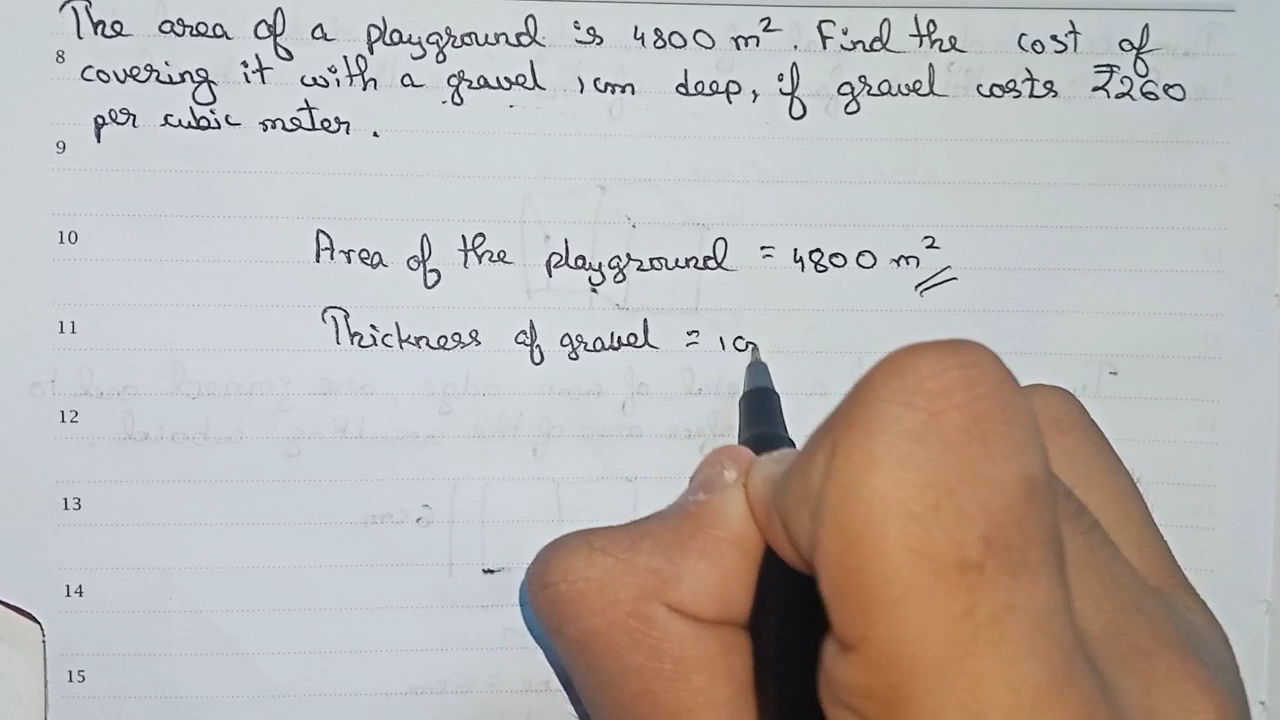 The area of a playground is 4800 m². Find the cost of
8
covering it with a gravel 1cm deep, if gravel costs ₹260
per cubic meter.
9
10
Area of the playground = 4800 m²
11
Thickness of gravel = 1c
12
13
14
15